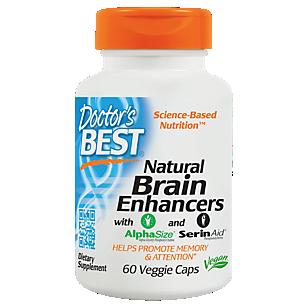 Doctor's
BEST
Science-Based
Nutrition™
Natural
Brain
Enhancers
with AlphaSize® and SerinAid®
HELPS PROMOTE MEMORY
& ATTENTION*
Dietary
Supplement
60 Veggie Caps
Vegan